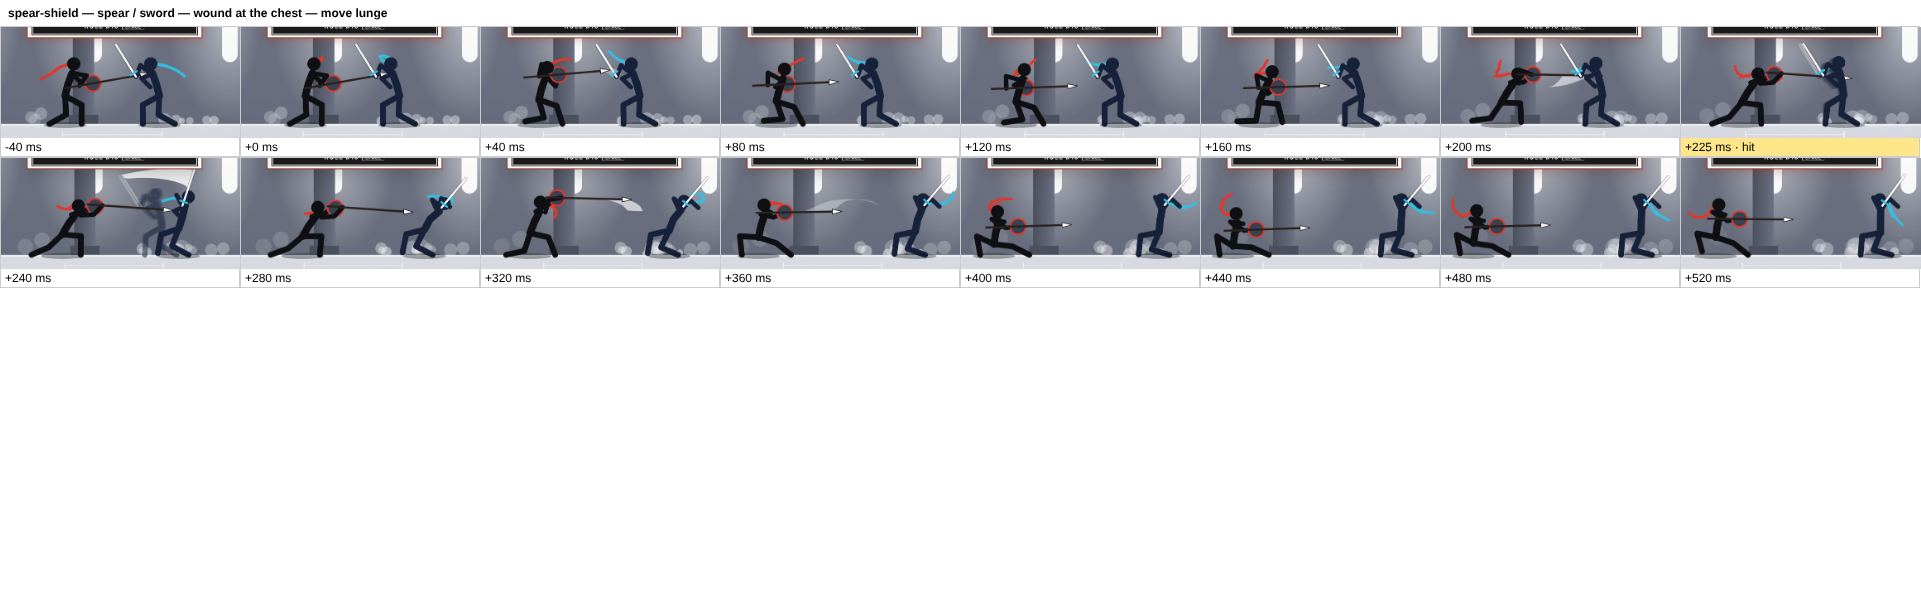 spear-shield — spear / sword — wound at the chest — move lunge
-40 ms
+0 ms
+40 ms
+80 ms
+120 ms
+160 ms
+200 ms
+225 ms · hit
+240 ms
+280 ms
+320 ms
+360 ms
+400 ms
+440 ms
+480 ms
+520 ms